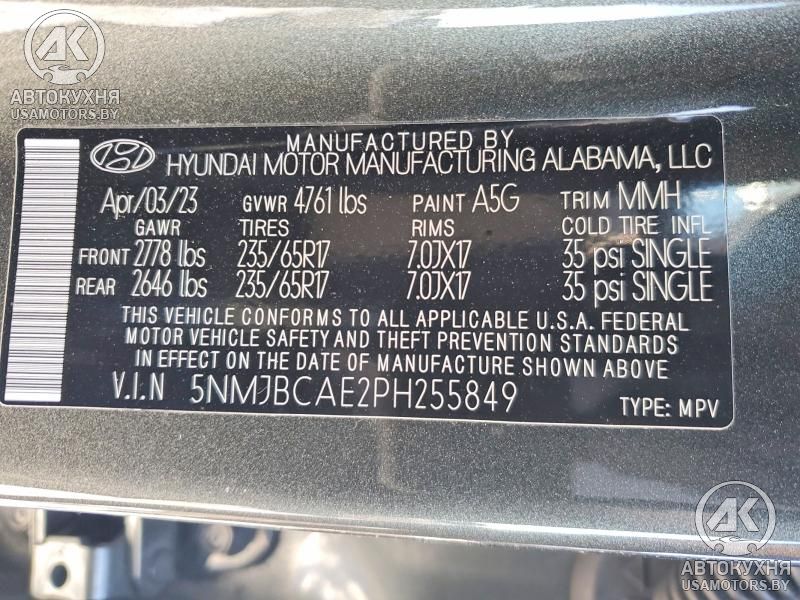 AK
АВТОКУХНЯ
USAMOTORS.BY
MANUFACTURED BY
HYUNDAI MOTOR MANUFACTURING ALABAMA, LLC
Apr/03/23 GVWR 4761 lbs PAINT A5G TRIM MMH
GAWR TIRES RIMS COLD TIRE INFL
FRONT 2778 lbs 235/65R17 7.0JX17 35 psi SINGLE
REAR 2646 lbs 235/65R17 7.0JX17 35 psi SINGLE
THIS VEHICLE CONFORMS TO ALL APPLICABLE U.S.A. FEDERAL
MOTOR VEHICLE SAFETY AND THEFT PREVENTION STANDARDS
IN EFFECT ON THE DATE OF MANUFACTURE SHOWN ABOVE
V.I.N 5NMJBCAE2PH255849 TYPE: MPV
AK
АВТОКУХНЯ
USAMOTORS.BY